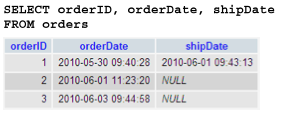 SELECT orderID, orderDate, shipDate
FROM orders
orderID orderDate shipDate
1 2010-05-30 09:40:28 2010-06-01 09:43:13
2 2010-06-01 11:23:20 NULL
3 2010-06-03 09:44:58 NULL